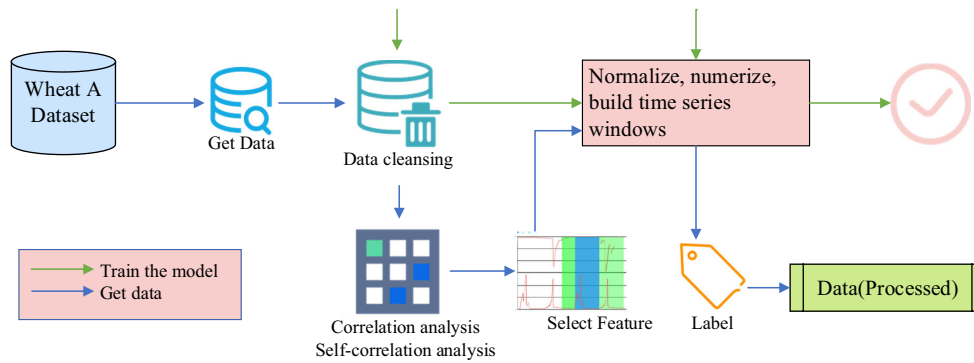 Wheat A
Dataset
Get Data
Data cleansing
Normalize, numerize,
build time series
windows
Train the model
Get data
Correlation analysis
Self-correlation analysis
Select Feature
Label
Data(Processed)